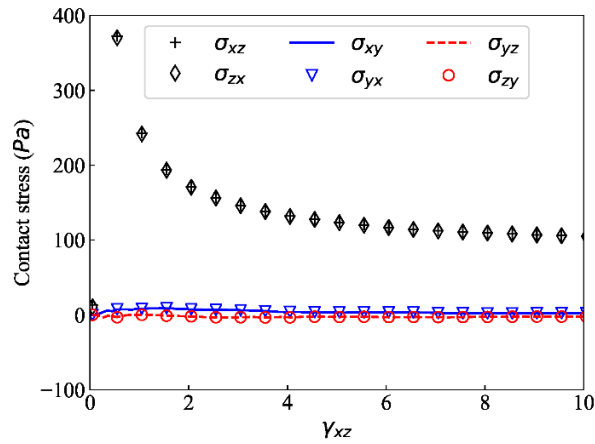 400
300
200
100
0
−100
Contact stress (Pa)
σxz σxy σyz
σzx σyx σzy
0 2 4 6 8 10
γxz